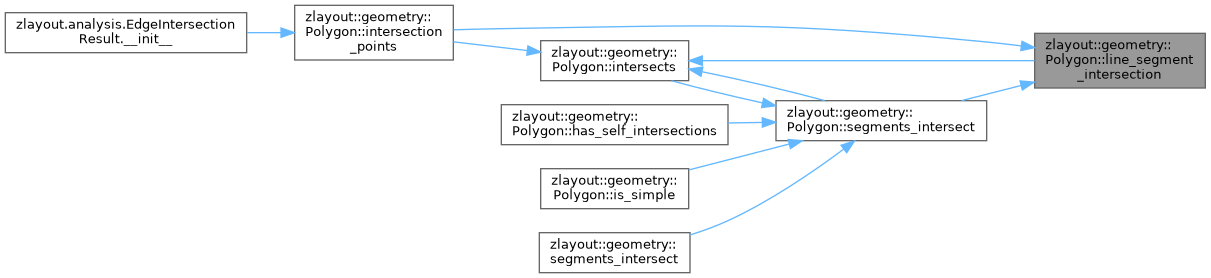 zlayout.analysis.EdgeIntersection
Result.__init__
zlayout::geometry::
Polygon::intersection
_points
zlayout::geometry::
Polygon::intersects
zlayout::geometry::
Polygon::has_self_intersections
zlayout::geometry::
Polygon::is_simple
zlayout::geometry::
segments_intersect
zlayout::geometry::
Polygon::segments_intersect
zlayout::geometry::
Polygon::line_segment
_intersection